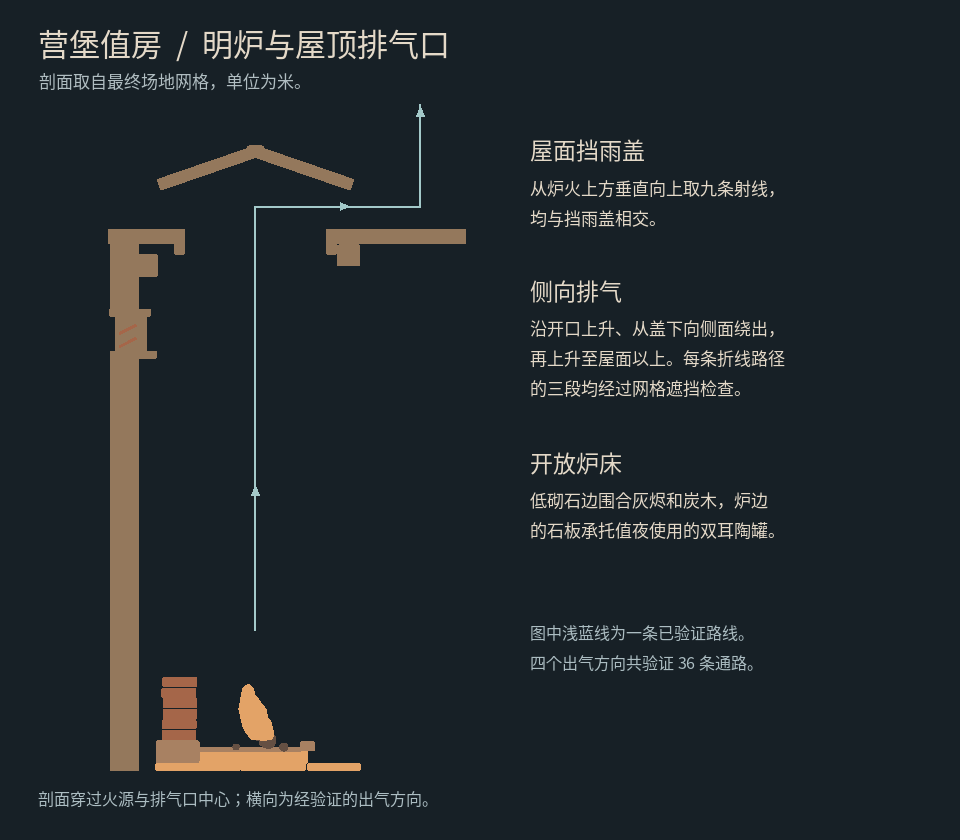 营堡值房 / 明炉与屋顶排气口
剖面取自最终场地网格，单位为米。
屋面挡雨盖
从炉火上方垂直向上取九条射线，
均与挡雨盖相交。
侧向排气
沿开口上升、从盖下向侧面绕出，
再上升至屋面以上。每条折线路径
的三段均经过网格遮挡检查。
开放炉床
低砌石边围合灰烬和炭木，炉边
的石板承托值夜使用的双耳陶罐。
图中浅蓝线为一条已验证路线。
四个出气方向共验证 36 条通路。
剖面穿过火源与排气口中心；横向为经验证的出气方向。